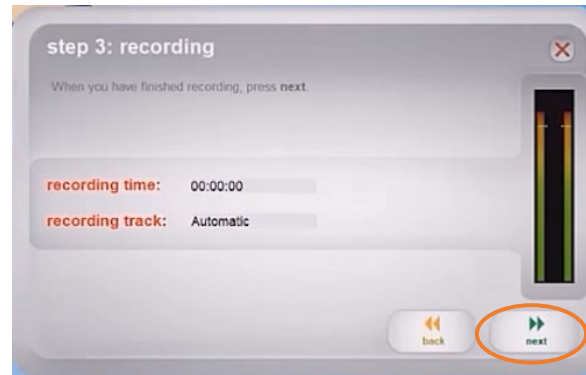 step 3: recording
When you have finished recording, press next.
recording time: 00:00:00
recording track: Automatic
back
next